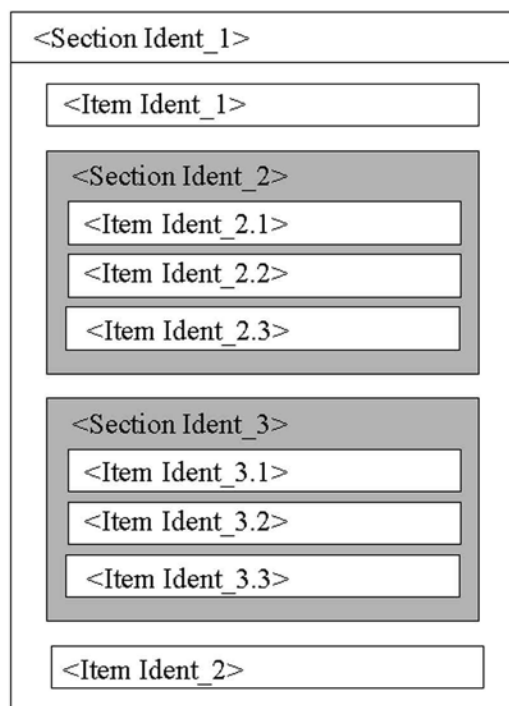 <Section Ident_1>
<Item Ident_1>
<Section Ident_2>
<Item Ident_2.1>
<Item Ident_2.2>
<Item Ident_2.3>
<Section Ident_3>
<Item Ident_3.1>
<Item Ident_3.2>
<Item Ident_3.3>
<Item Ident_2>